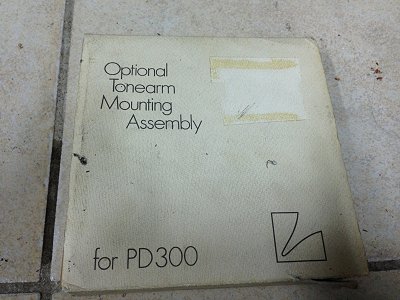 Optional
Tonearm
Mounting
Assembly
for PD300